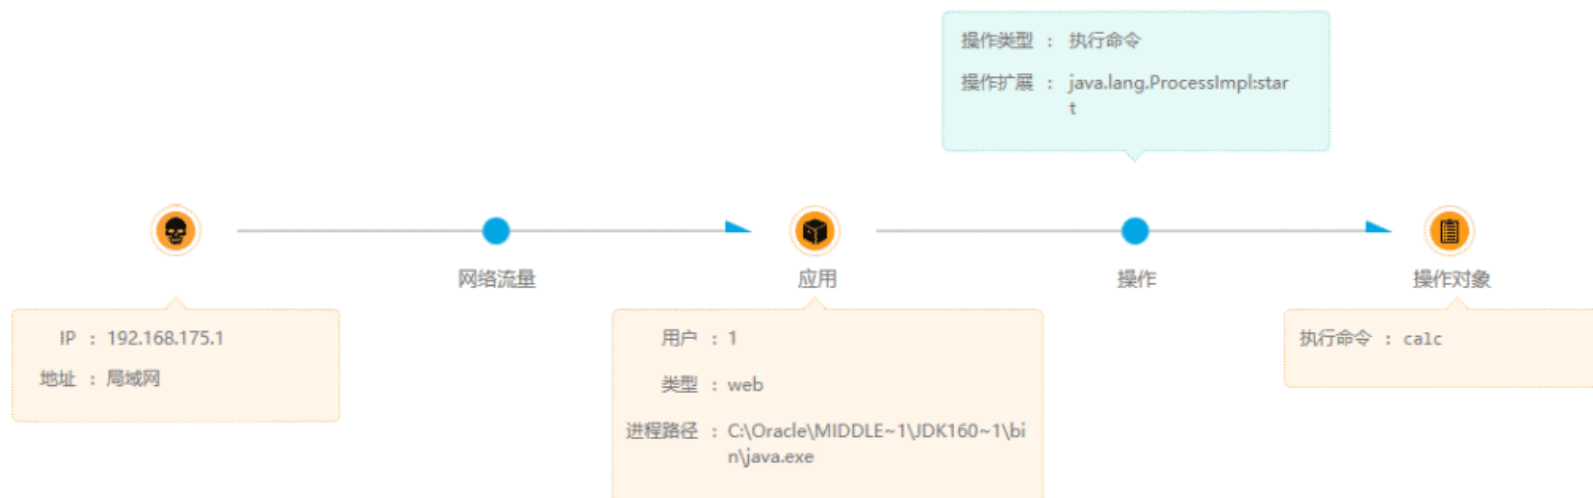 操作类型 : 执行命令
操作扩展 : java.lang.ProcessImpl:star
t
网络流量
应用
操作
操作对象
IP : 192.168.175.1
地址 : 局域网
用户 : 1
类型 : web
进程路径 : C:\Oracle\MIDDLE~1\JDK160~1\bi
n\java.exe
执行命令 : calc